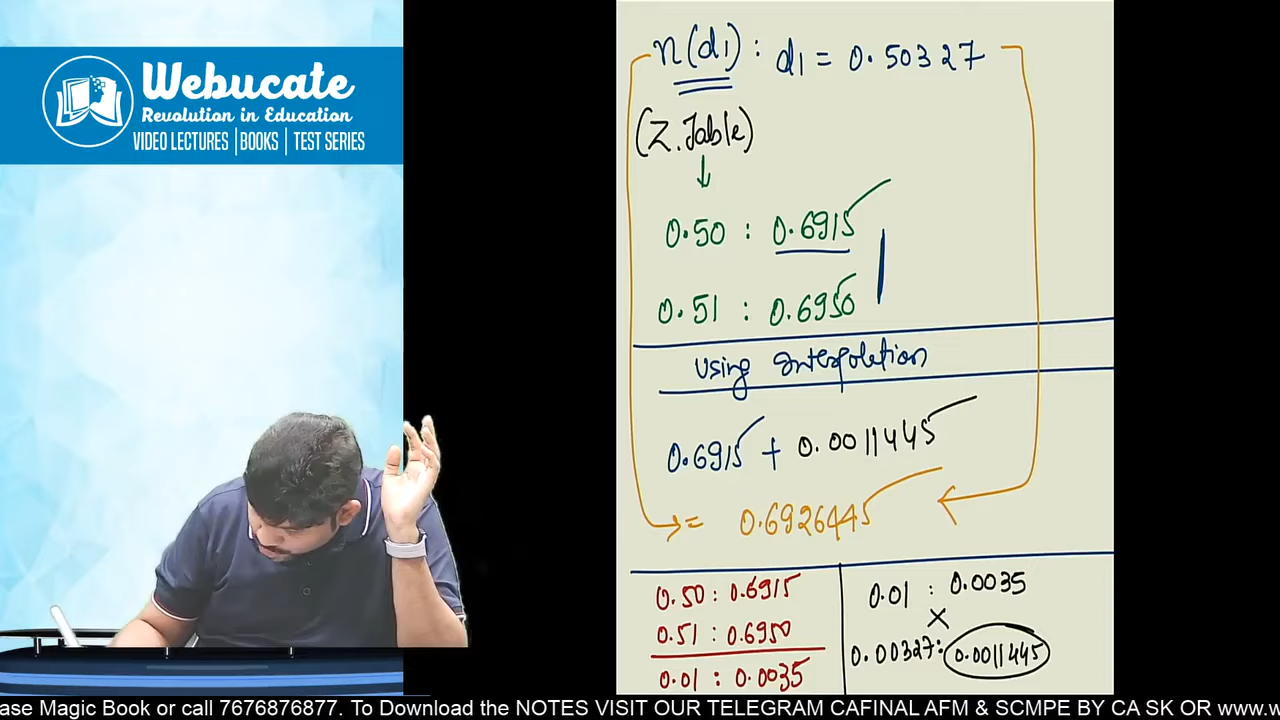 Webucate
Revolution in Education
VIDEO LECTURES | BOOKS | TEST SERIES
n(d1) : d1 = 0.50327
(Z.Table)
↓
0.50 : 0.6915
0.51 : 0.6950
Using Interpoletion
0.6915 + 0.0011445
= 0.6926445
0.50 : 0.6915
0.51 : 0.6950
0.01 : 0.0035
0.01 : 0.0035
×
0.00327: 0.0011445
ase Magic Book or call 7676876877. To Download the NOTES VISIT OUR TELEGRAM CAFINAL AFM & SCMPE BY CA SK OR www.w